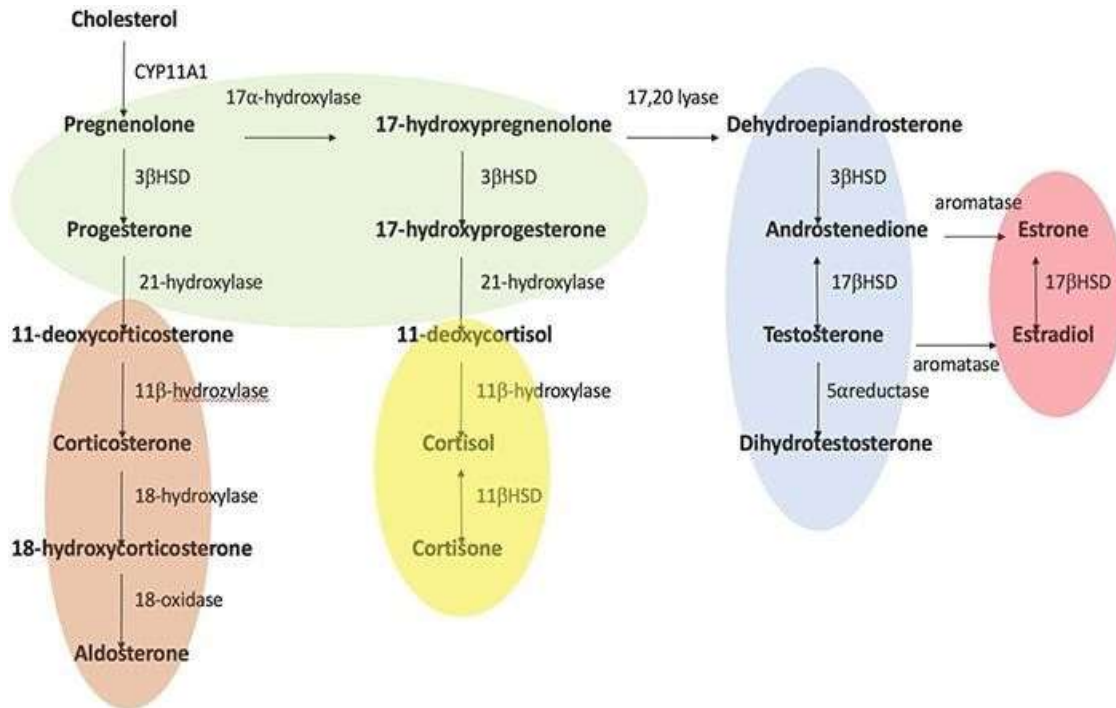 Cholesterol
CYP11A1
17α-hydroxylase
17,20 lyase
Pregnenolone
17-hydroxypregnenolone
Dehydroepiandrosterone
3βHSD
3βHSD
3βHSD
aromatase
Progesterone
17-hydroxyprogesterone
Androstenedione
Estrone
21-hydroxylase
21-hydroxylase
17βHSD
17βHSD
11-deoxycorticosterone
11-deoxycortisol
Testosterone
Estradiol
aromatase
11β-hydrozylase
11β-hydroxylase
5αreductase
Corticosterone
Cortisol
Dihydrotestosterone
18-hydroxylase
11βHSD
18-hydroxycorticosterone
Cortisone
18-oxidase
Aldosterone